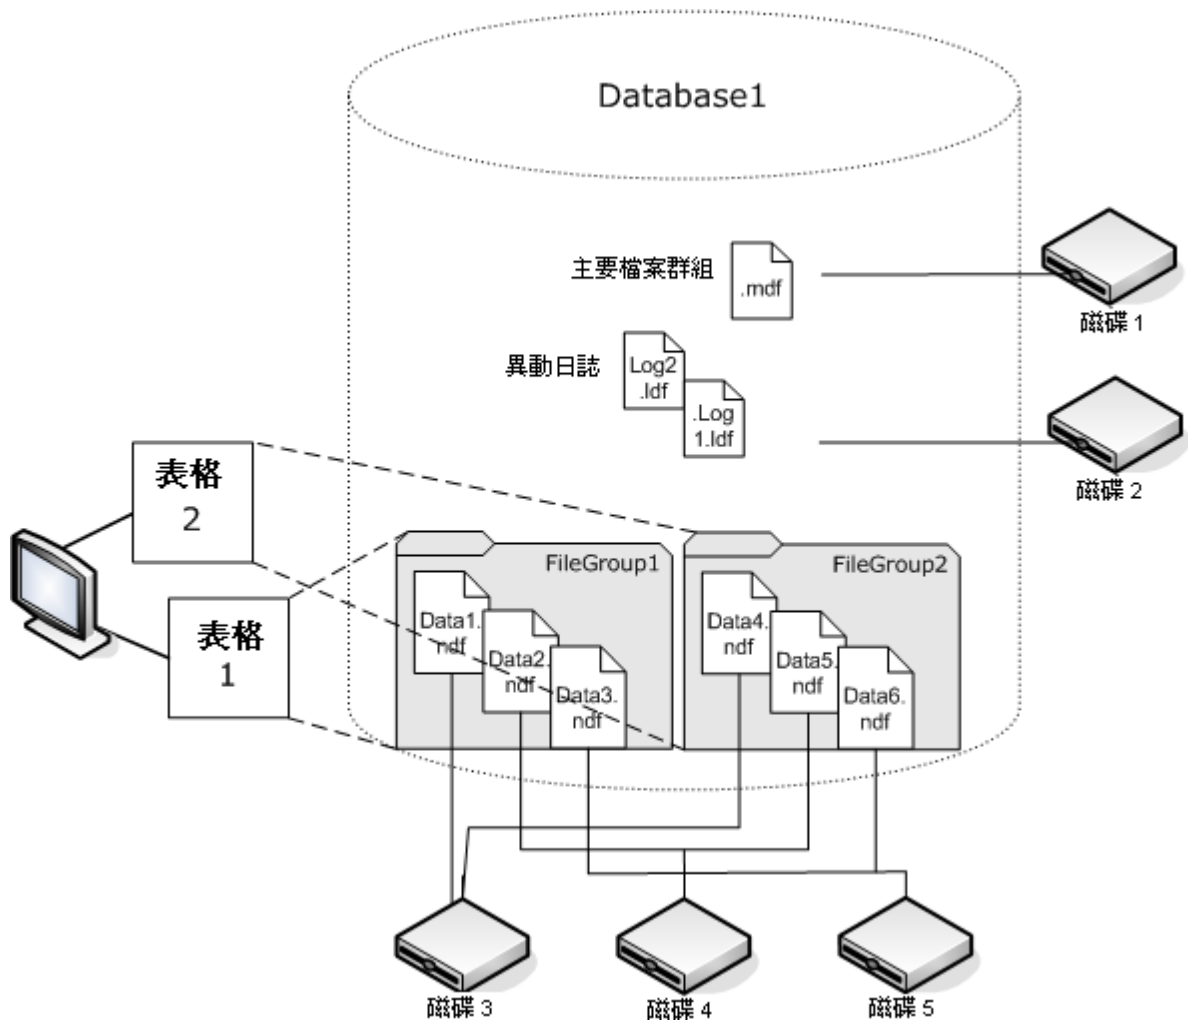 Database1
主要檔案群組
.mdf
磁碟 1
異動日誌
Log2
.ldf
.Log
1.ldf
磁碟 2
表格
2
表格
1
FileGroup1
Data1.
ndf
Data2.
ndf
Data3.
ndf
FileGroup2
Data4.
ndf
Data5.
ndf
Data6.
ndf
磁碟 3
磁碟 4
磁碟 5